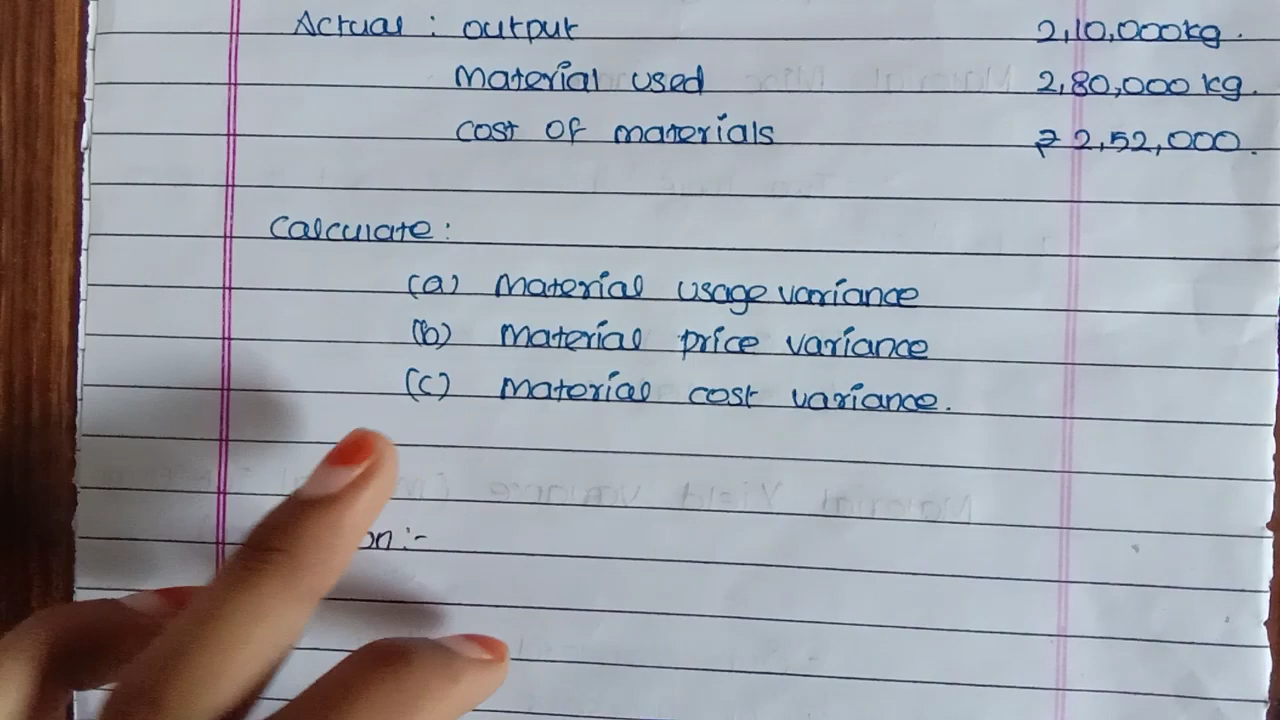 Actual : output 2,10,000kg.
Material used 2,80,000 kg.
cost of materials ₹ 2,52,000.
Calculate:
(a) Material usage variance
(b) Material price variance
(c) Material cost variance.
on:-